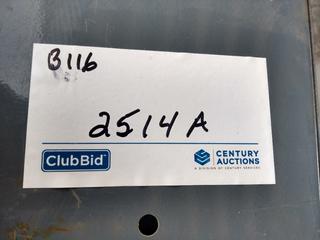 B116
2514A
ClubBid
CENTURY
AUCTIONS
A DIVISION OF CENTURY SERVICES